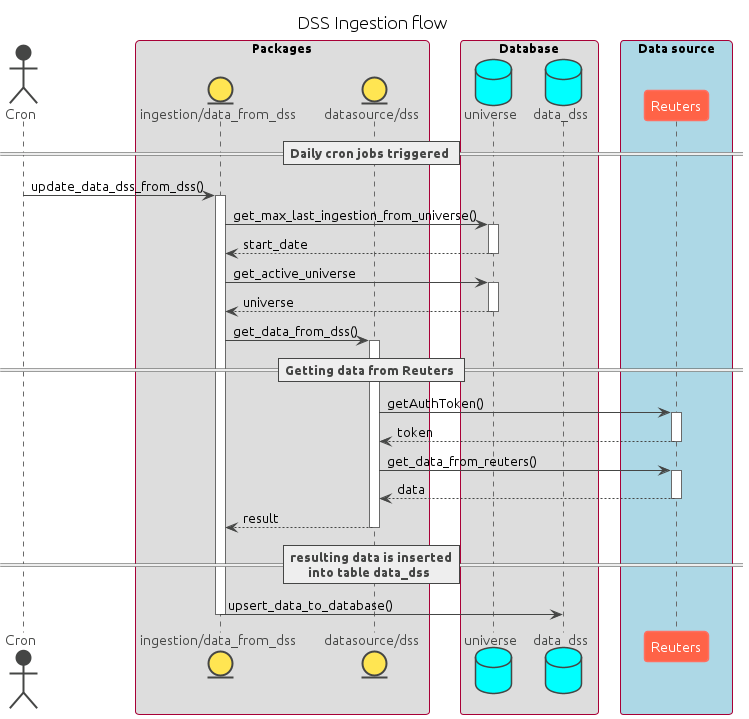 DSS Ingestion flow
Packages
Database
Data source
Cron
ingestion/data_from_dss
datasource/dss
universe
data_dss
Reuters
Daily cron jobs triggered
update_data_dss_from_dss()
get_max_last_ingestion_from_universe()
start_date
get_active_universe
universe
get_data_from_dss()
Getting data from Reuters
getAuthToken()
token
get_data_from_reuters()
data
result
resulting data is inserted
into table data_dss
upsert_data_to_database()
Cron
ingestion/data_from_dss
datasource/dss
universe
data_dss
Reuters